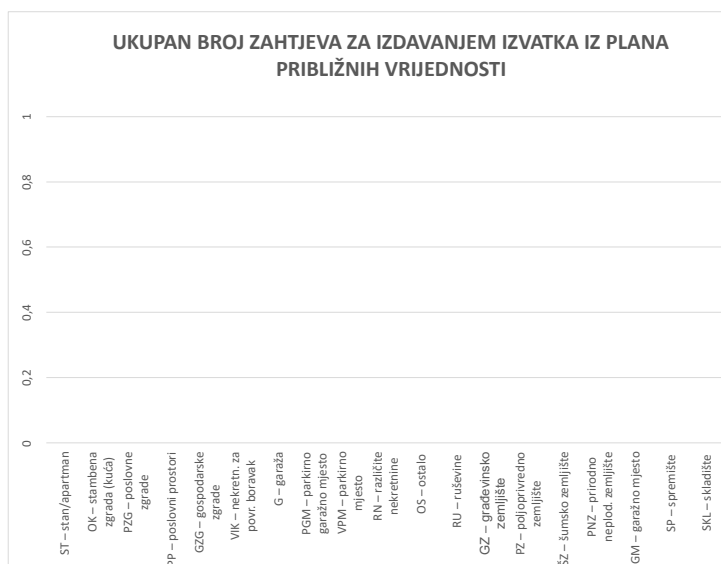 UKUPAN BROJ ZAHTJEVA ZA IZDAVANJEM IZVATKA IZ PLANA
PRIBLIŽNIH VRIJEDNOSTI
1
0,8
0,6
0,4
0,2
0
ST – stan/apartman
OK – stambena
zgrada (kuća)
PZG – poslovne
zgrade
PP – poslovni prostori
GZG – gospodarske
zgrade
VIK – nekretn. za
povr. boravak
G – garaža
PGM – parkirno
garažno mjesto
VPM – parkirno
mjesto
RN – različite
nekretnine
OS – ostalo
RU – ruševine
GZ – građevinsko
zemljište
PZ – poljoprivredno
zemljište
ŠZ – šumsko zemljište
PNZ – prirodno
neplod. zemljište
GM – garažno mjesto
SP – spremište
SKL – skladište